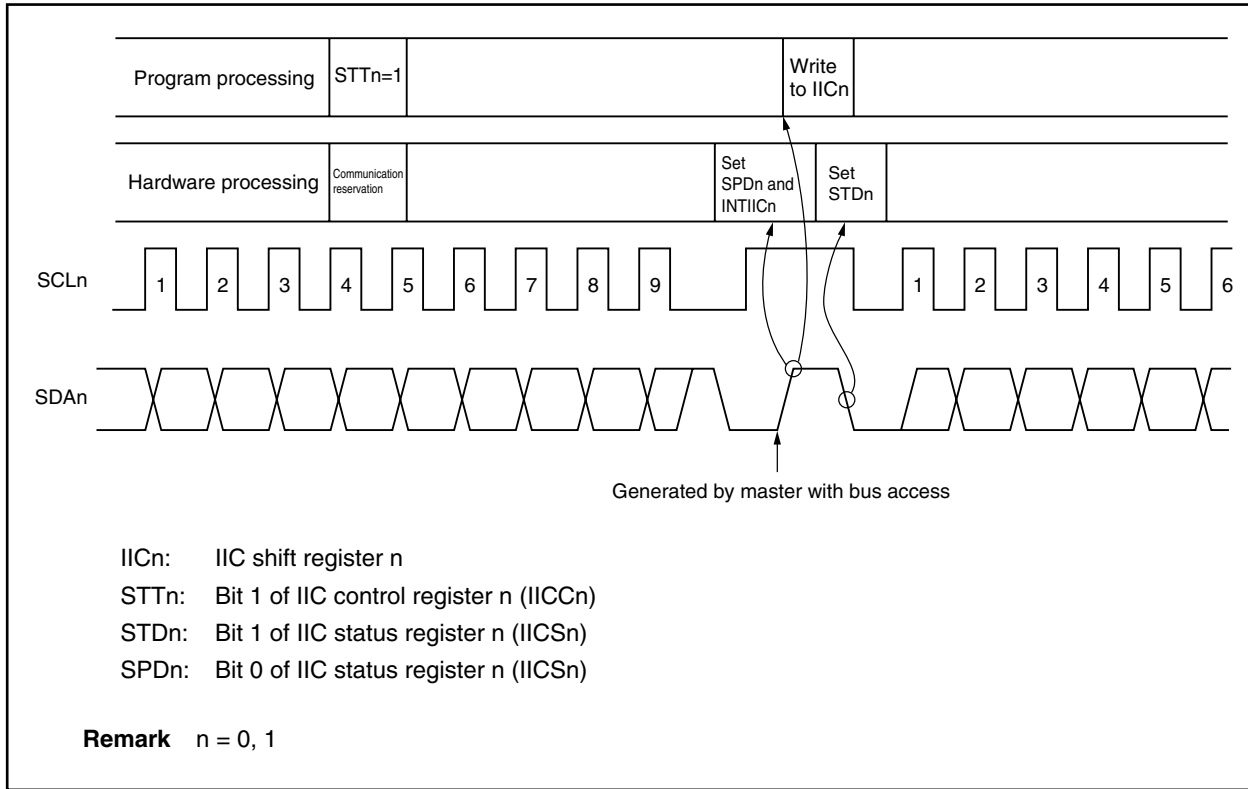 Program processing
STTn=1
Write
to IICn
Hardware processing
Communication
reservation
Set
SPDn and
INTIICn
Set
STDn
SCLn
1 2 3 4 5 6 7 8 9 1 2 3 4 5 6
SDAn
Generated by master with bus access
IICn: IIC shift register n
STTn: Bit 1 of IIC control register n (IICCn)
STDn: Bit 1 of IIC status register n (IICSn)
SPDn: Bit 0 of IIC status register n (IICSn)
Remark n = 0, 1